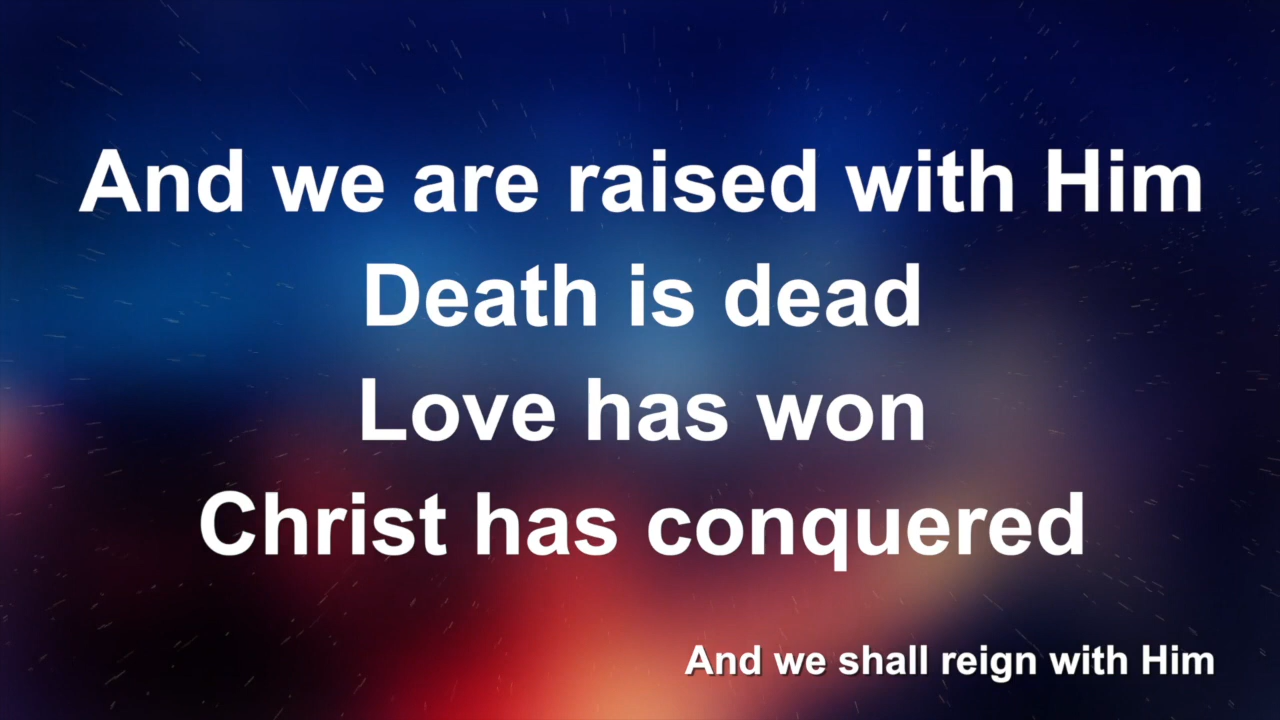 And we are raised with Him
Death is dead
Love has won
Christ has conquered
And we shall reign with Him